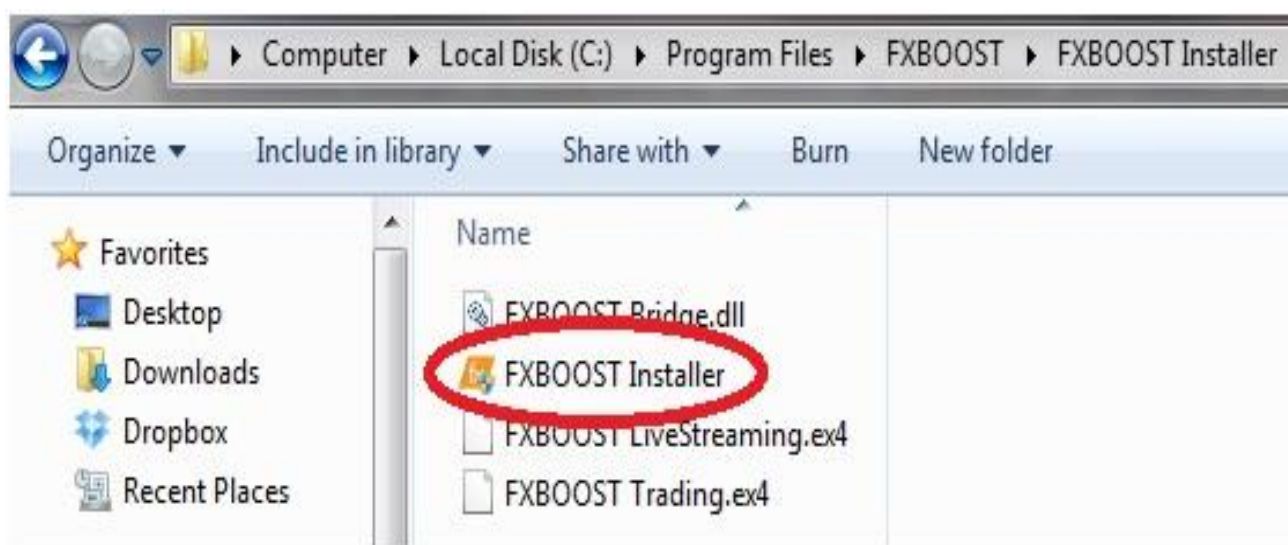 Computer Local Disk (C:) Program Files FXBOOST FXBOOST Installer
Organize Include in library Share with Burn New folder
Favorites
Desktop
Downloads
Dropbox
Recent Places
Name
FXBOOST Bridge.dll
FXBOOST Installer
FXBOOST LiveStreaming.ex4
FXBOOST Trading.ex4